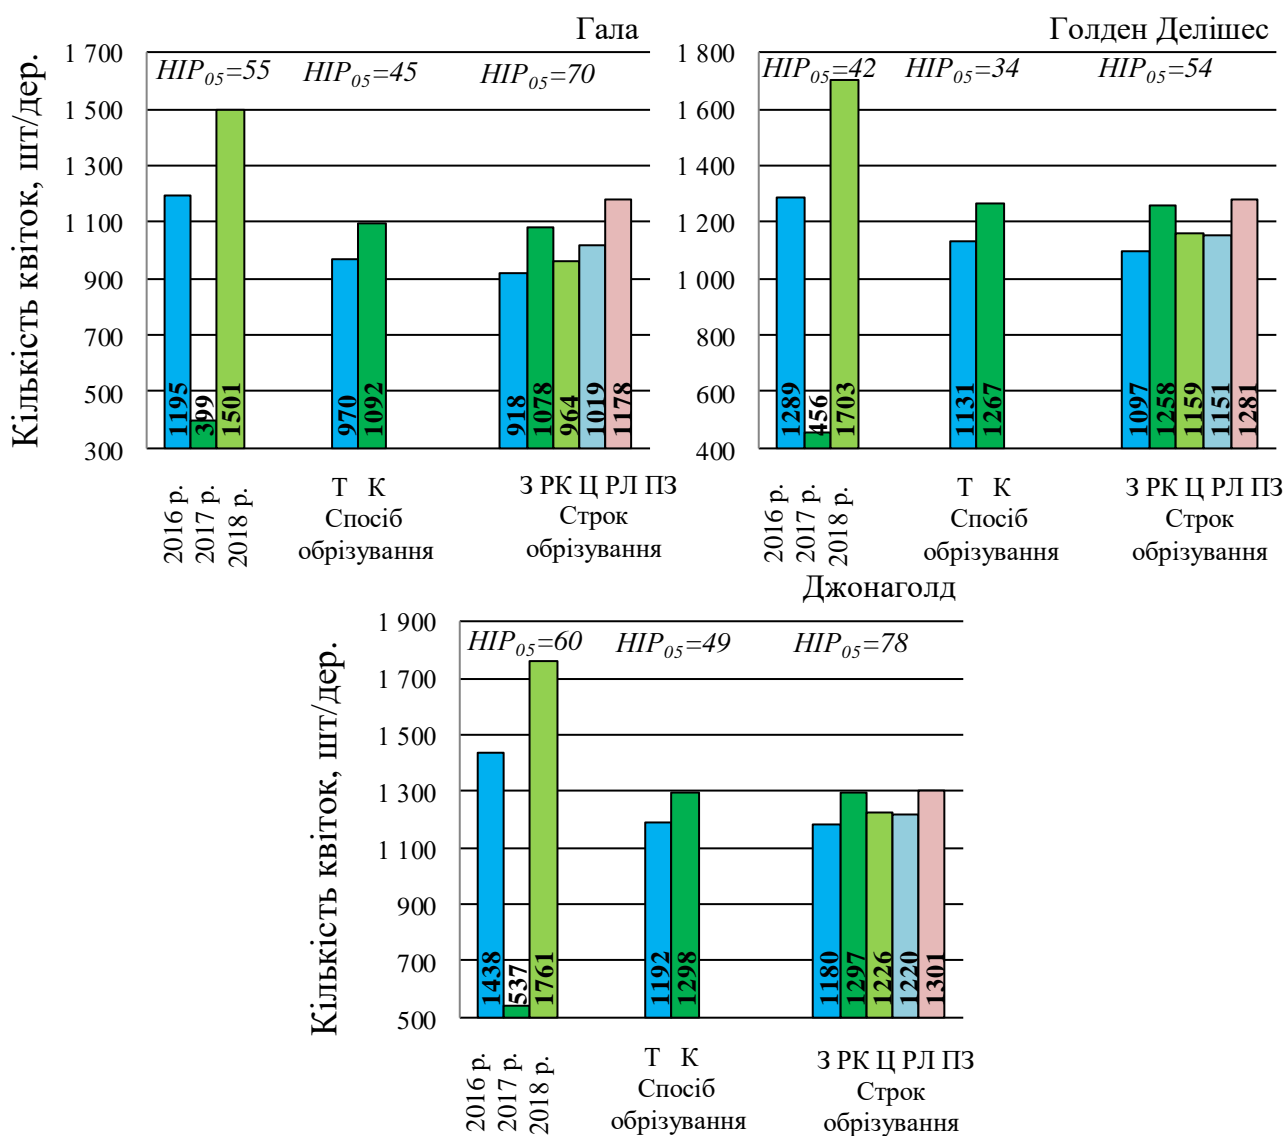 Гала
Кількість квіток, шт/дер.
1 700
1 500
1 300
1 100
900
700
500
300
НІР05=55
НІР05=45
НІР05=70
1195
399
1501
970
1092
918
1078
964
1019
1178
2016 р.
2017 р.
2018 р.
Т К
Спосіб
обрізування
З РК Ц РЛ ПЗ
Строк
обрізування
Голден Делішес
1 800
1 600
1 400
1 200
1 000
800
600
400
НІР05=42
НІР05=34
НІР05=54
1289
456
1703
1131
1267
1097
1258
1159
1151
1281
2016 р.
2017 р.
2018 р.
Т К
Спосіб
обрізування
З РК Ц РЛ ПЗ
Строк
обрізування
Джонаголд
Кількість квіток, шт/дер.
1 900
1 700
1 500
1 300
1 100
900
700
500
НІР05=60
НІР05=49
НІР05=78
1438
537
1761
1192
1298
1180
1297
1226
1220
1301
2016 р.
2017 р.
2018 р.
Т К
Спосіб
обрізування
З РК Ц РЛ ПЗ
Строк
обрізування